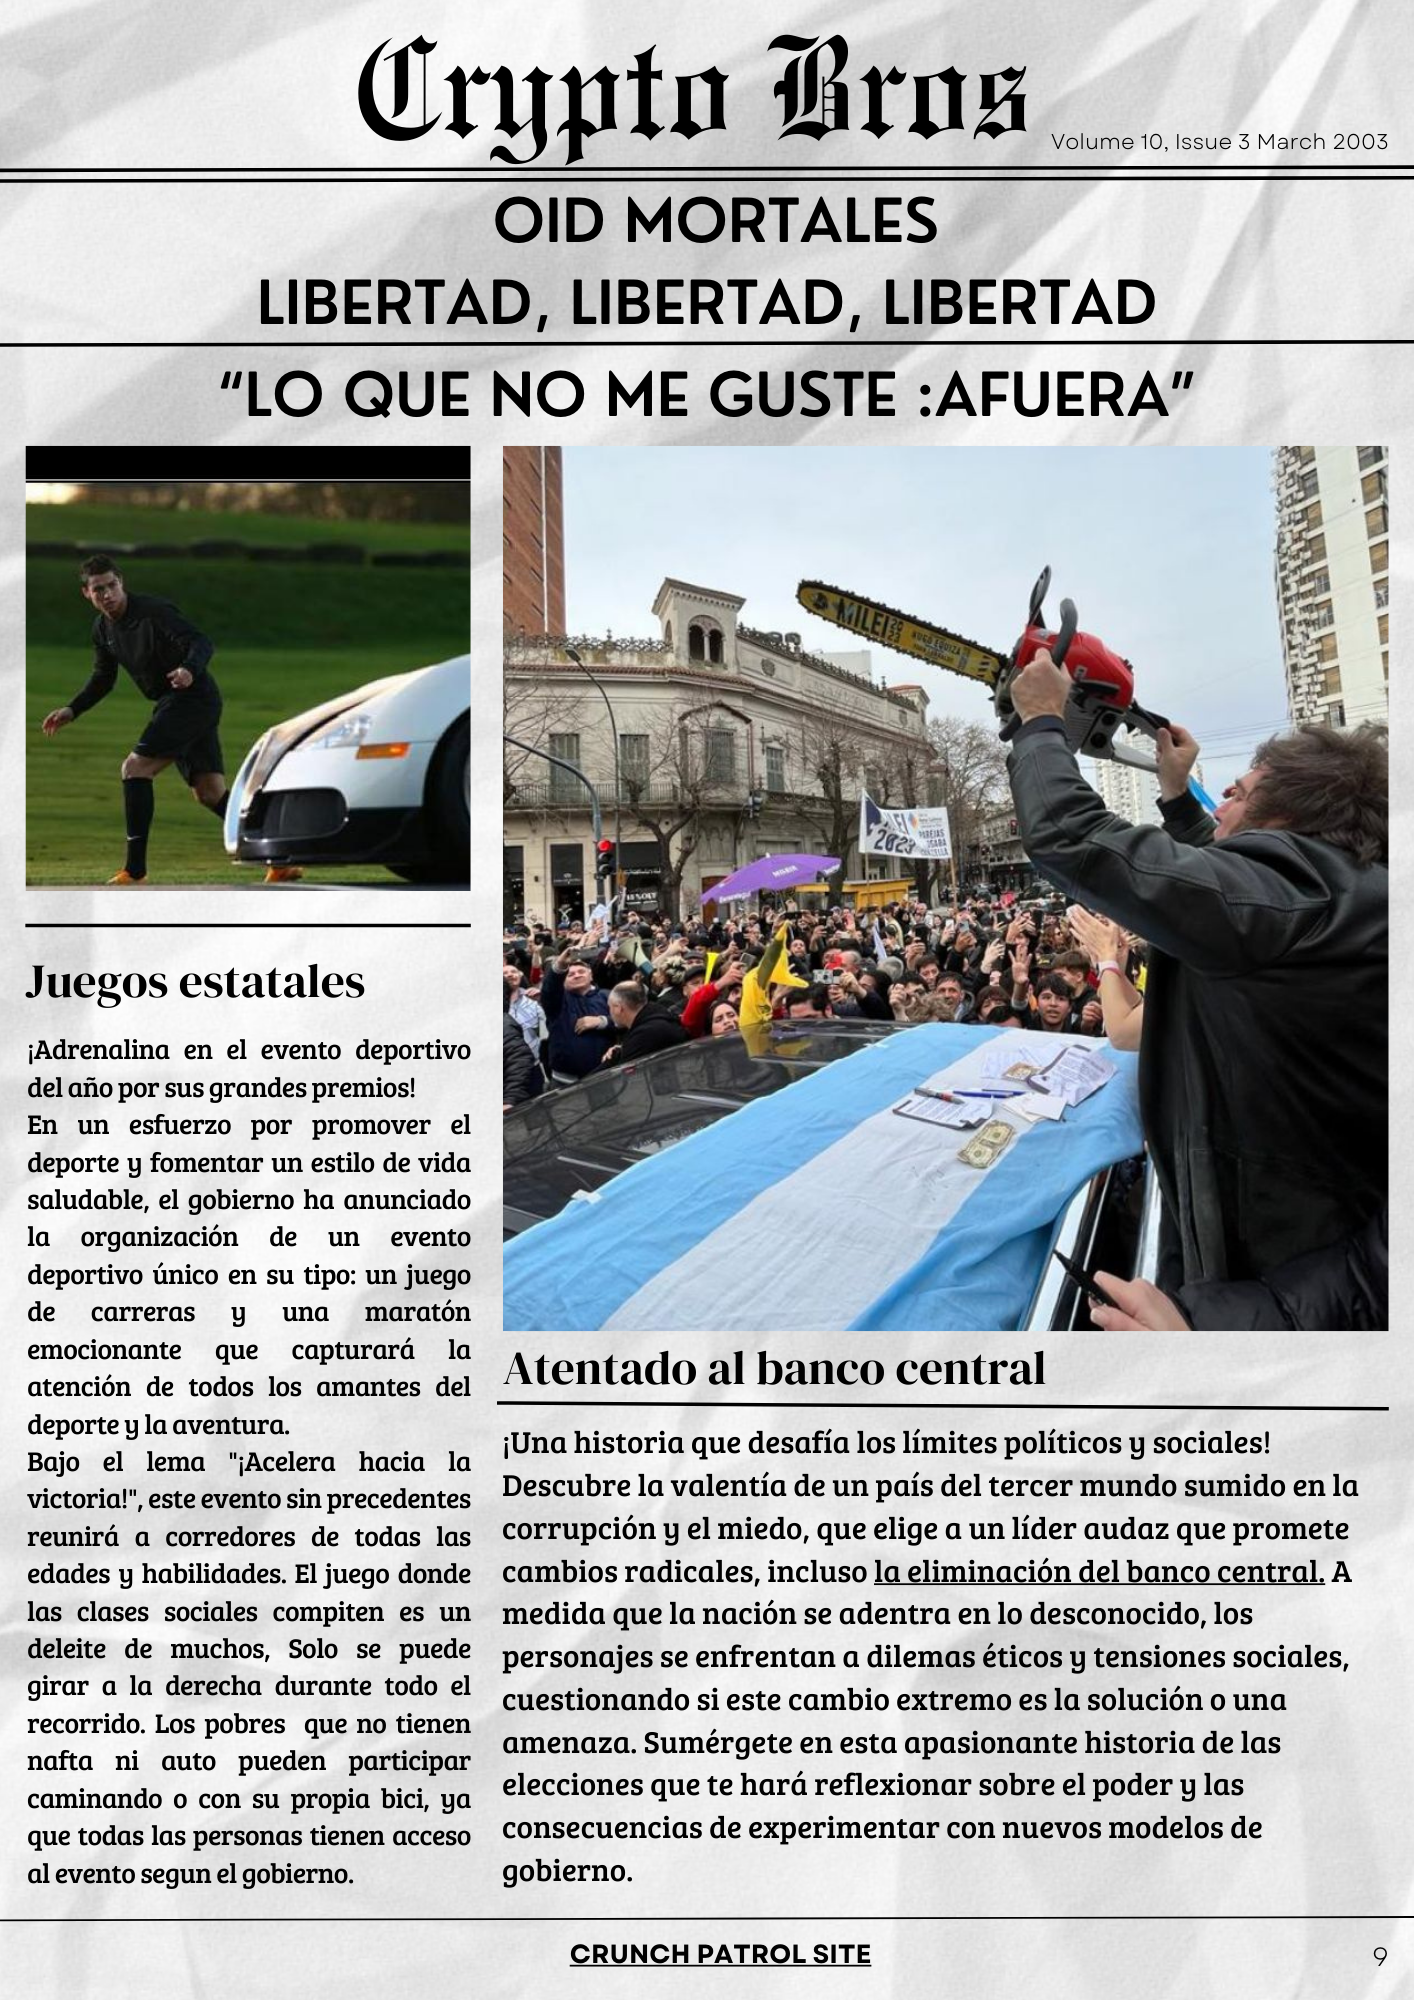 Crypto Bros
Volume 10, Issue 3 March 2003
OID MORTALES
LIBERTAD, LIBERTAD, LIBERTAD
“LO QUE NO ME GUSTE :AFUERA”
MILEI
2023
MILEI
2023
Juegos estatales
¡Adrenalina en el evento deportivo
del año por sus grandes premios!
En un esfuerzo por promover el
deporte y fomentar un estilo de vida
saludable, el gobierno ha anunciado
la organización de un evento
deportivo único en su tipo: un juego
de carreras y una maratón
emocionante que capturará la
atención de todos los amantes del
deporte y la aventura.
Bajo el lema "¡Acelera hacia la
victoria!", este evento sin precedentes
reunirá a corredores de todas las
edades y habilidades. El juego donde
las clases sociales compiten es un
deleite de muchos, Solo se puede
girar a la derecha durante todo el
recorrido. Los pobres  que no tienen
nafta ni auto pueden participar
caminando o con su propia bici, ya
que todas las personas tienen acceso
al evento segun el gobierno.
Atentado al banco central
¡Una historia que desafía los límites políticos y sociales!
Descubre la valentía de un país del tercer mundo sumido en la
corrupción y el miedo, que elige a un líder audaz que promete
cambios radicales, incluso la eliminación del banco central. A
medida que la nación se adentra en lo desconocido, los
personajes se enfrentan a dilemas éticos y tensiones sociales,
cuestionando si este cambio extremo es la solución o una
amenaza. Sumérgete en esta apasionante historia de las
elecciones que te hará reflexionar sobre el poder y las
consecuencias de experimentar con nuevos modelos de
gobierno.
CRUNCH PATROL SITE
9